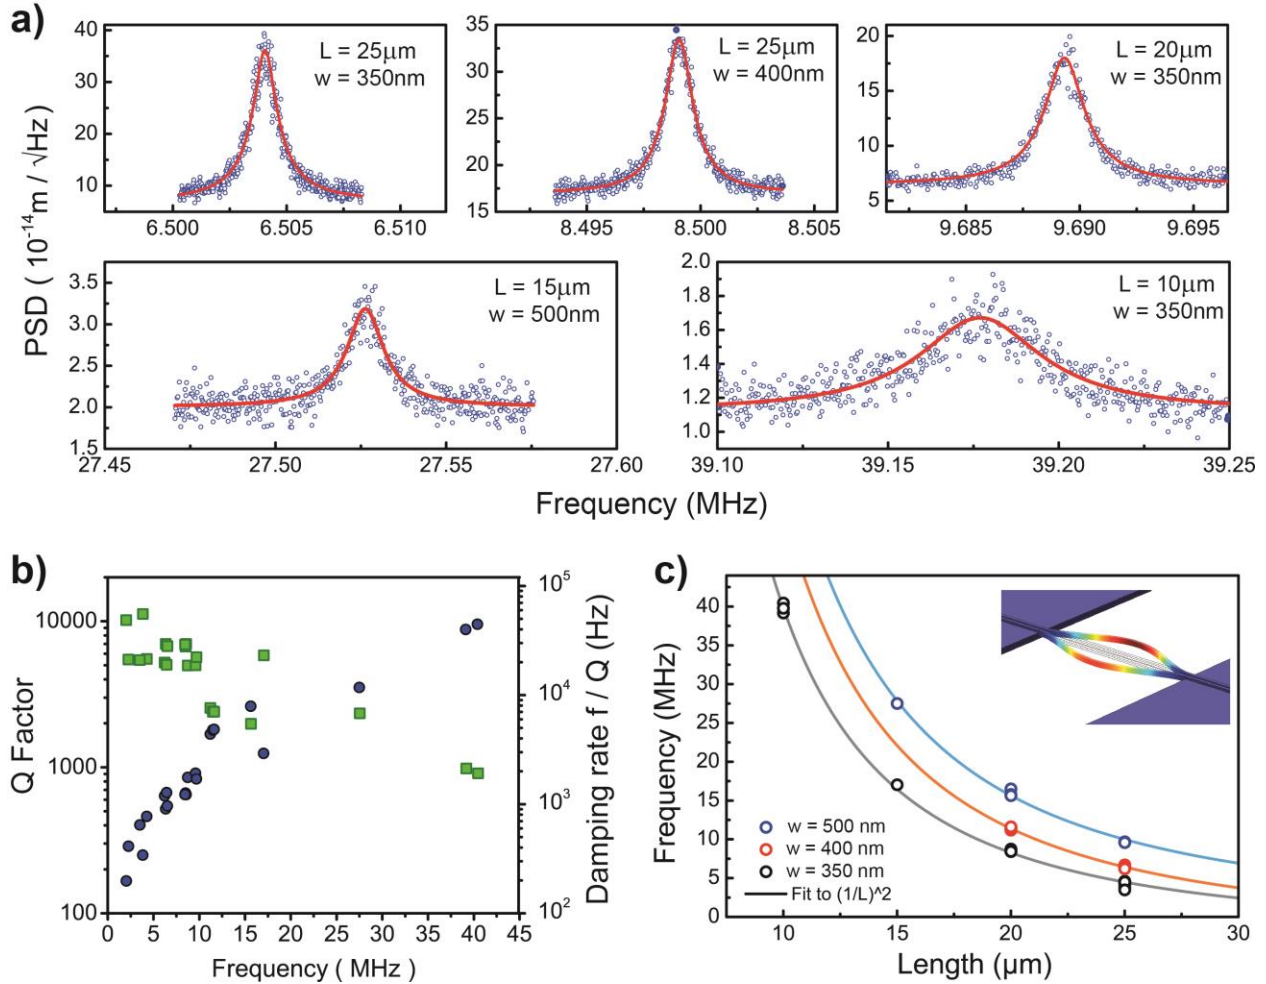 a)
PSD ( 10⁻¹⁴m / √Hz)
40
30
20
10
L = 25μm
w = 350nm
6.500 6.505 6.510
35
30
25
20
15
L = 25μm
w = 400nm
8.495 8.500 8.505
20
15
10
5
L = 20μm
w = 350nm
9.685 9.690 9.695
3.5
3.0
2.5
2.0
1.5
L = 15μm
w = 500nm
27.45 27.50 27.55 27.60
2.0
1.8
1.6
1.4
1.2
1.0
L = 10μm
w = 350nm
39.10 39.15 39.20 39.25
Frequency (MHz)
b)
Q Factor
10000
1000
100
0 5 10 15 20 25 30 35 40 45
Frequency ( MHz)
10⁵
10⁴
10³
10²
Damping rate f / Q (Hz)
c)
Frequency (MHz)
40
35
30
25
20
15
10
5
0
w = 500 nm
w = 400 nm
w = 350 nm
Fit to (1/L)^2
10 15 20 25 30
Length (μm)